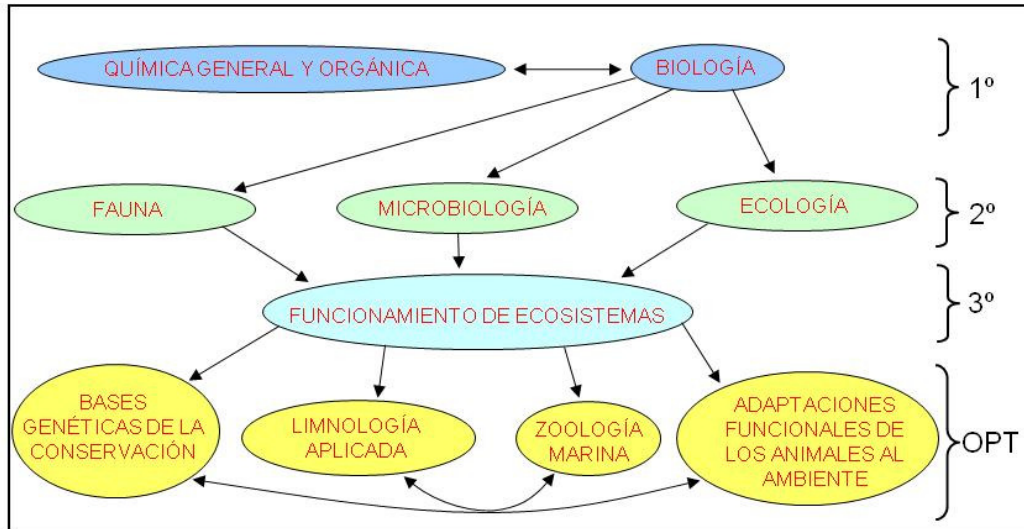 QUÍMICA GENERAL Y ORGÁNICA
BIOLOGÍA
1º
FAUNA
MICROBIOLOGÍA
ECOLOGÍA
2º
FUNCIONAMIENTO DE ECOSISTEMAS
3º
BASES
GENÉTICAS DE LA
CONSERVACIÓN
LIMNOLOGÍA
APLICADA
ZOOLOGÍA
MARINA
ADAPTACIONES
FUNCIONALES DE
LOS ANIMALES AL
AMBIENTE
OPT